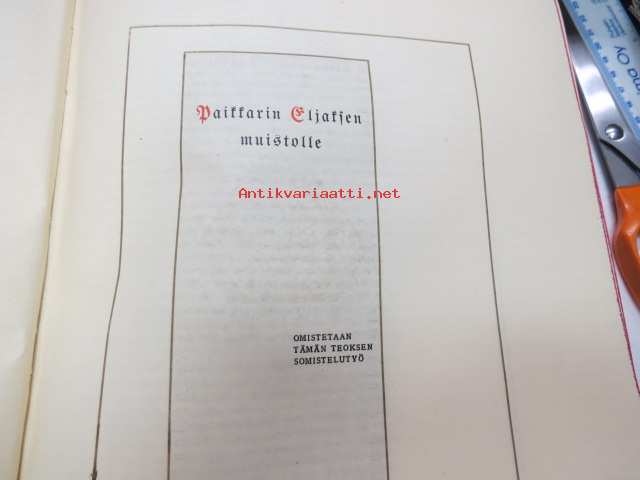 Paikkarin Eljaksen
muistolle
Antikvariaatti.net
OMISTETAAN
TÄMÄN TEOKSEN
SOMISTELUTYÖ